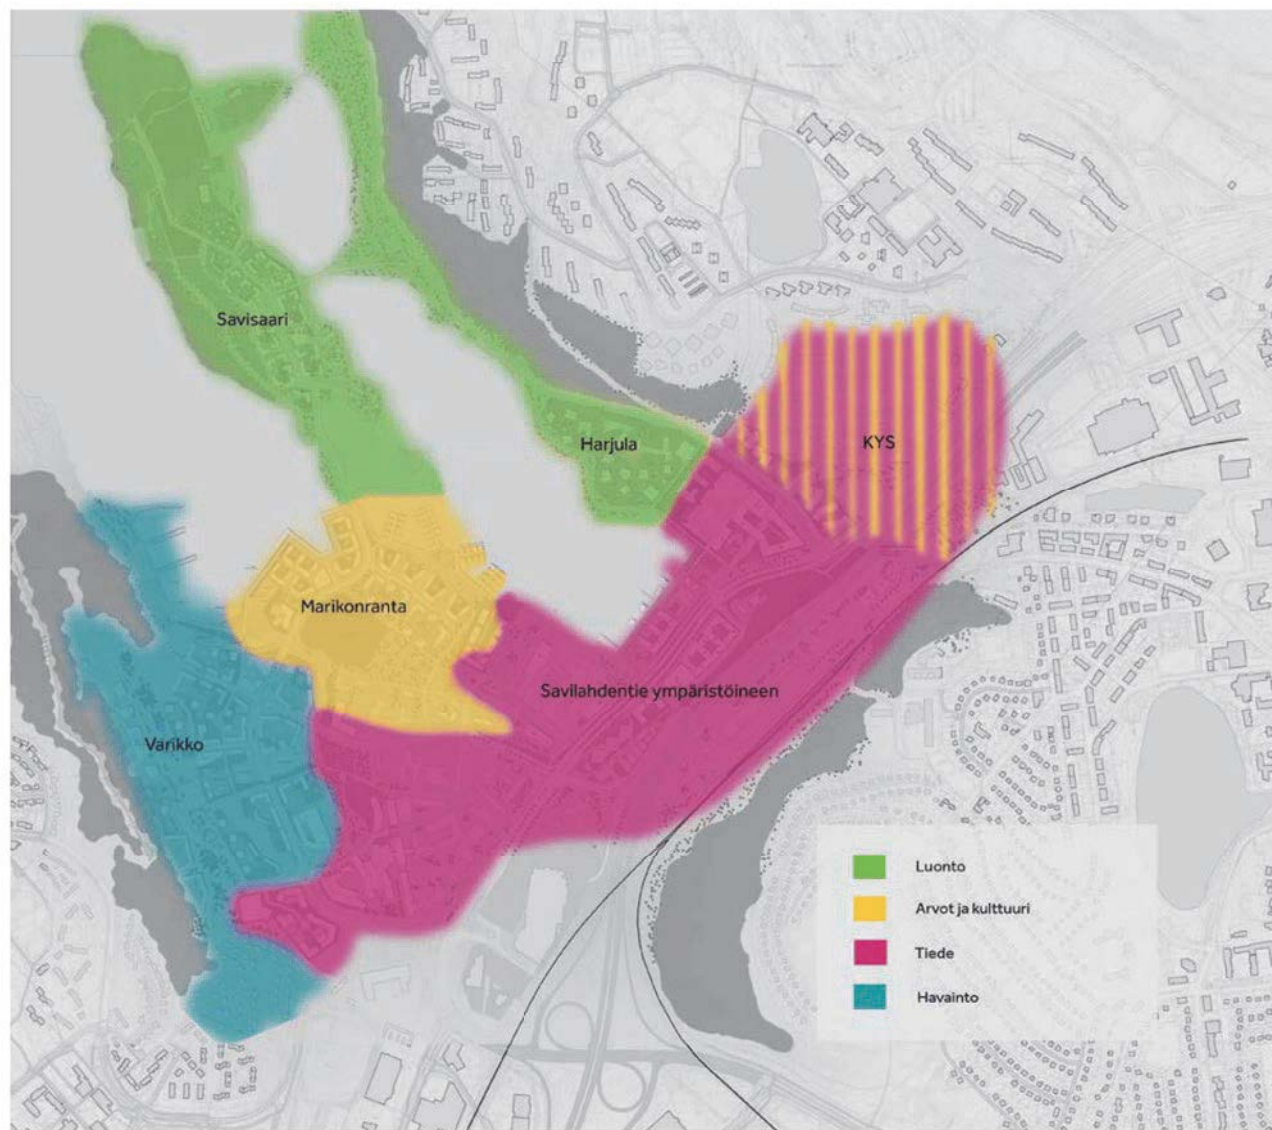 Savisaari
Harjula
KYS
Marikonranta
Savilahdentie ympäristöineen
Varikko
Luonto
Arvot ja kulttuuri
Tiede
Havainto